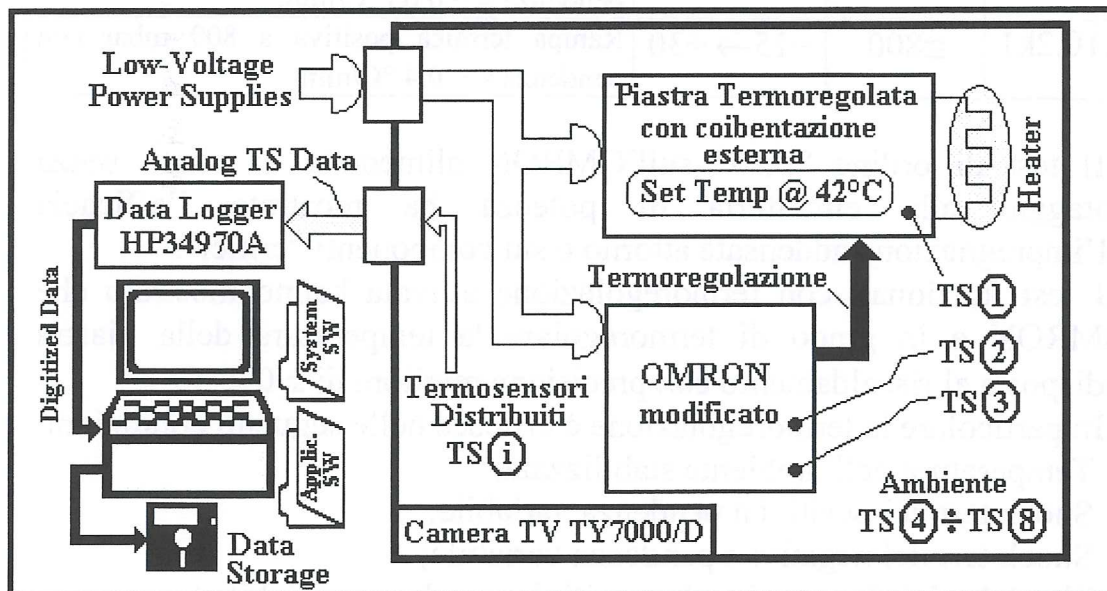 Low-Voltage
Power Supplies
Analog TS Data
Data Logger
HP34970A
Digitized Data
System
SW
Applic.
SW
Data
Storage
Termosensori
Distribuiti
TS i
Camera TV TY7000/D
Piastra Termoregolata
con coibentazione
esterna
Set Temp @ 42°C
Heater
Termoregolazione
OMRON
modificato
TS 1
TS 2
TS 3
Ambiente
TS 4 ÷ TS 8